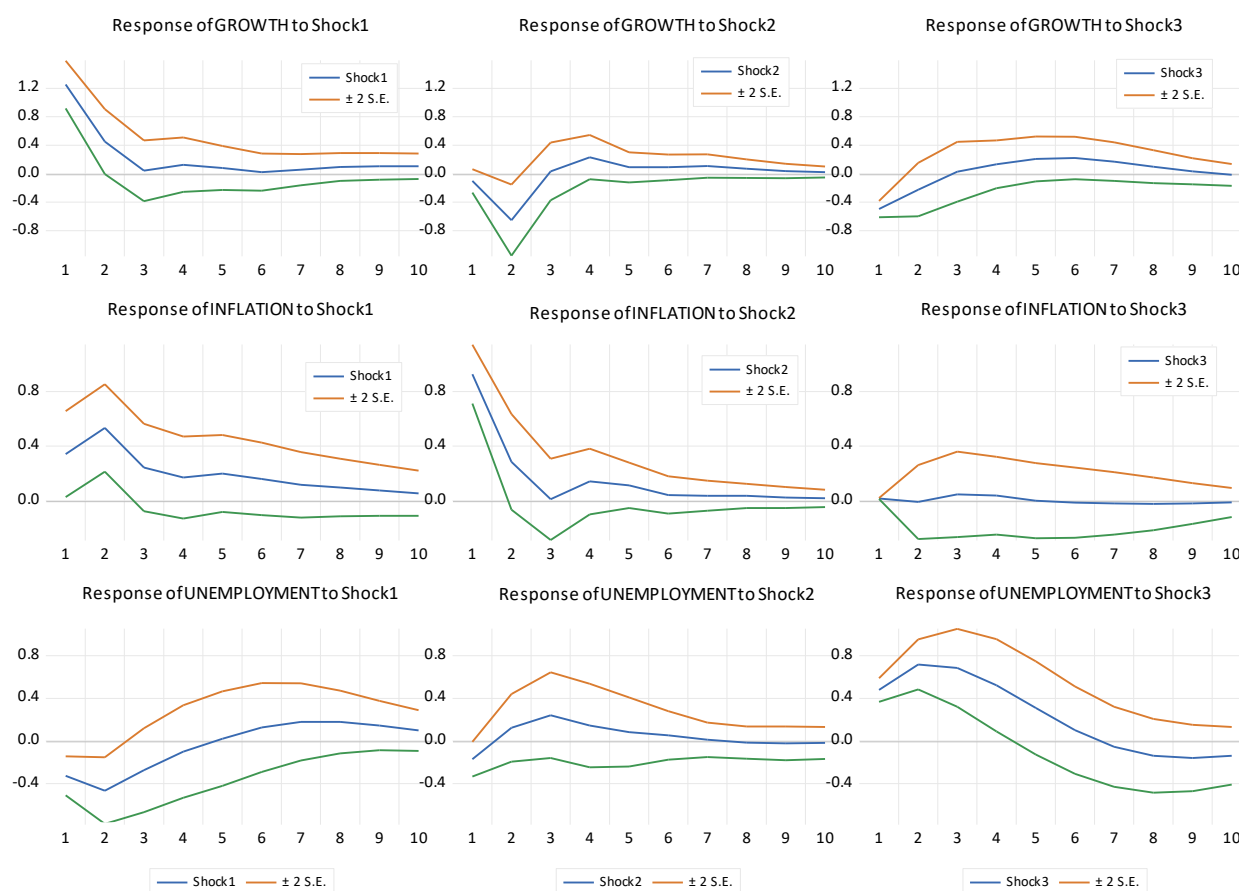 Response of GROWTH to Shock1
Response of GROWTH to Shock2
Response of GROWTH to Shock3
Shock1
± 2 S.E.
Shock2
± 2 S.E.
Shock3
± 2 S.E.
1.2
0.8
0.4
0.0
-0.4
-0.8
1.2
0.8
0.4
0.0
-0.4
-0.8
1.2
0.8
0.4
0.0
-0.4
-0.8
1 2 3 4 5 6 7 8 9 10
1 2 3 4 5 6 7 8 9 10
1 2 3 4 5 6 7 8 9 10
Response of INFLATION to Shock1
Response of INFLATION to Shock2
Response of INFLATION to Shock3
Shock1
± 2 S.E.
Shock2
± 2 S.E.
Shock3
± 2 S.E.
0.8
0.4
0.0
0.8
0.4
0.0
0.8
0.4
0.0
1 2 3 4 5 6 7 8 9 10
1 2 3 4 5 6 7 8 9 10
1 2 3 4 5 6 7 8 9 10
Response of UNEMPLOYMENT to Shock1
Response of UNEMPLOYMENT to Shock2
Response of UNEMPLOYMENT to Shock3
0.8
0.4
0.0
-0.4
0.8
0.4
0.0
-0.4
0.8
0.4
0.0
-0.4
1 2 3 4 5 6 7 8 9 10
1 2 3 4 5 6 7 8 9 10
1 2 3 4 5 6 7 8 9 10
Shock1 ± 2 S.E.
Shock2 ± 2 S.E.
Shock3 ± 2 S.E.